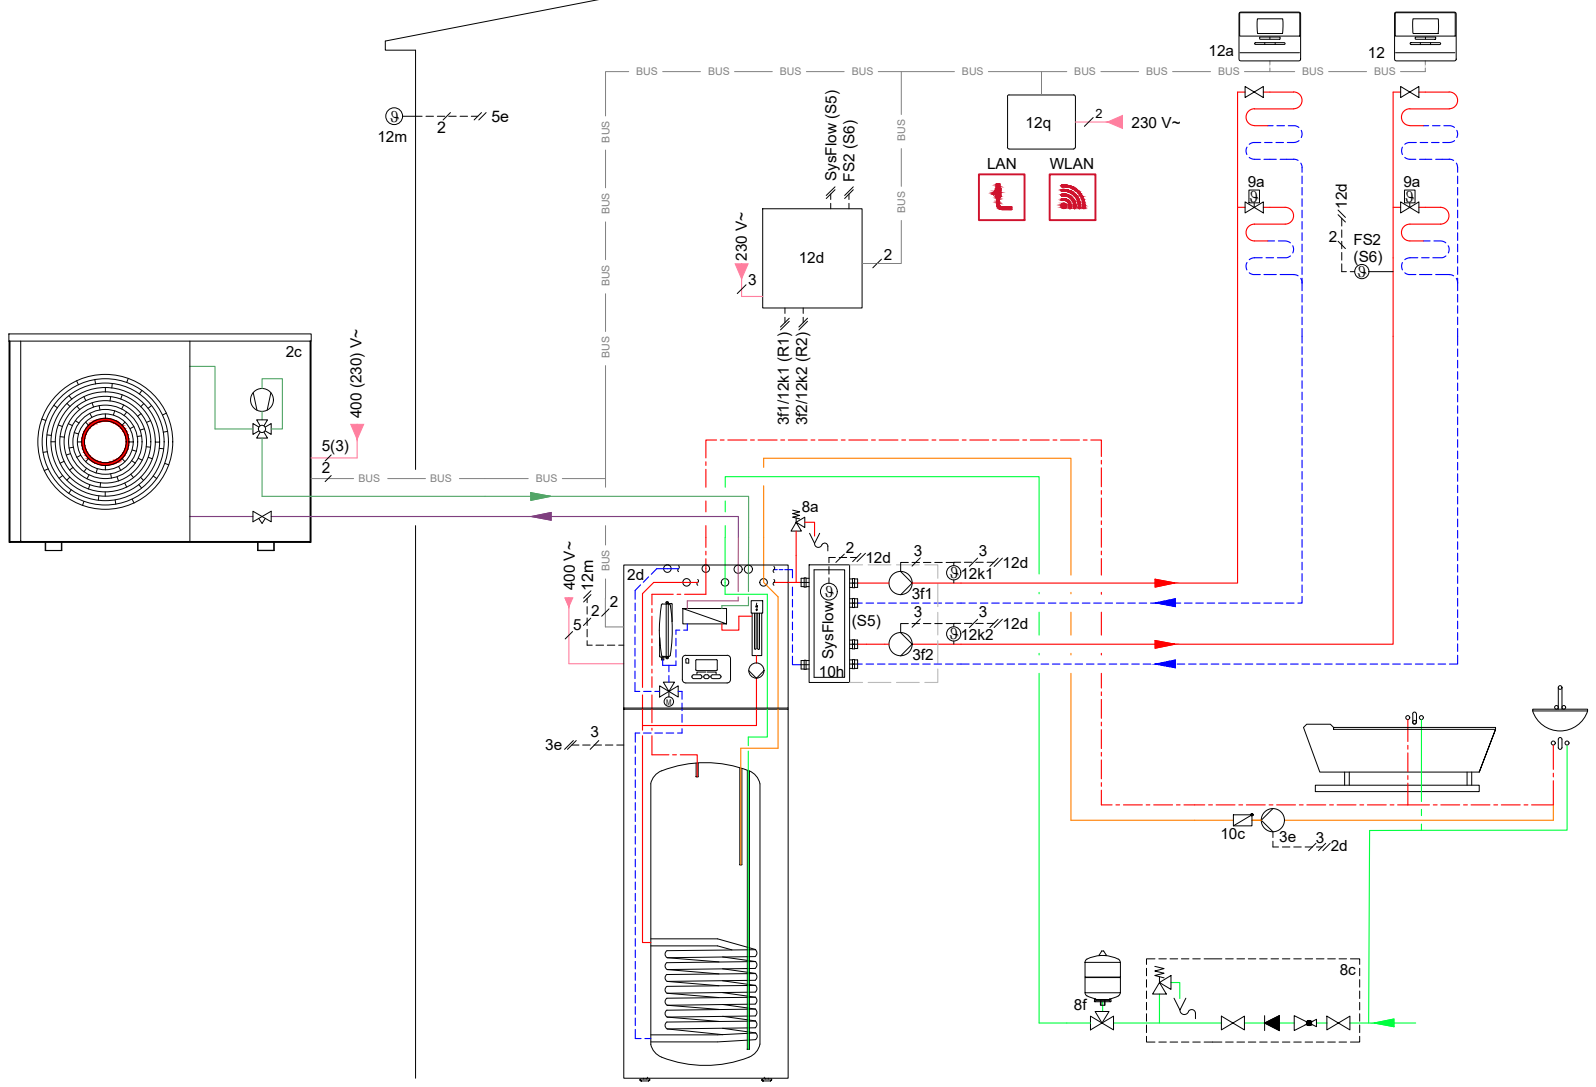 12a
12
BUS BUS BUS BUS BUS BUS BUS BUS BUS BUS
12m
2
5e
BUS
BUS
BUS
BUS
SysFlow (S5)
FS2 (S6)
BUS
BUS
12q
2
230 V~
LAN
WLAN
9a
9a
12d
2
FS2
(S6)
230 V~
3
12d
2
3f1/12k1 (R1)
3f2/12k2 (R2)
2c
400 (230) V~
5(3)
2
BUS BUS BUS
8a
2
12d
400 V~
12m
BUS
5
2
2
2d
SysFlow
10h
(S5)
3
3
12d
12k1
3f1
3
3
12d
12k2
3f2
M
3e
3
10c
3e
3
2d
8f
8c